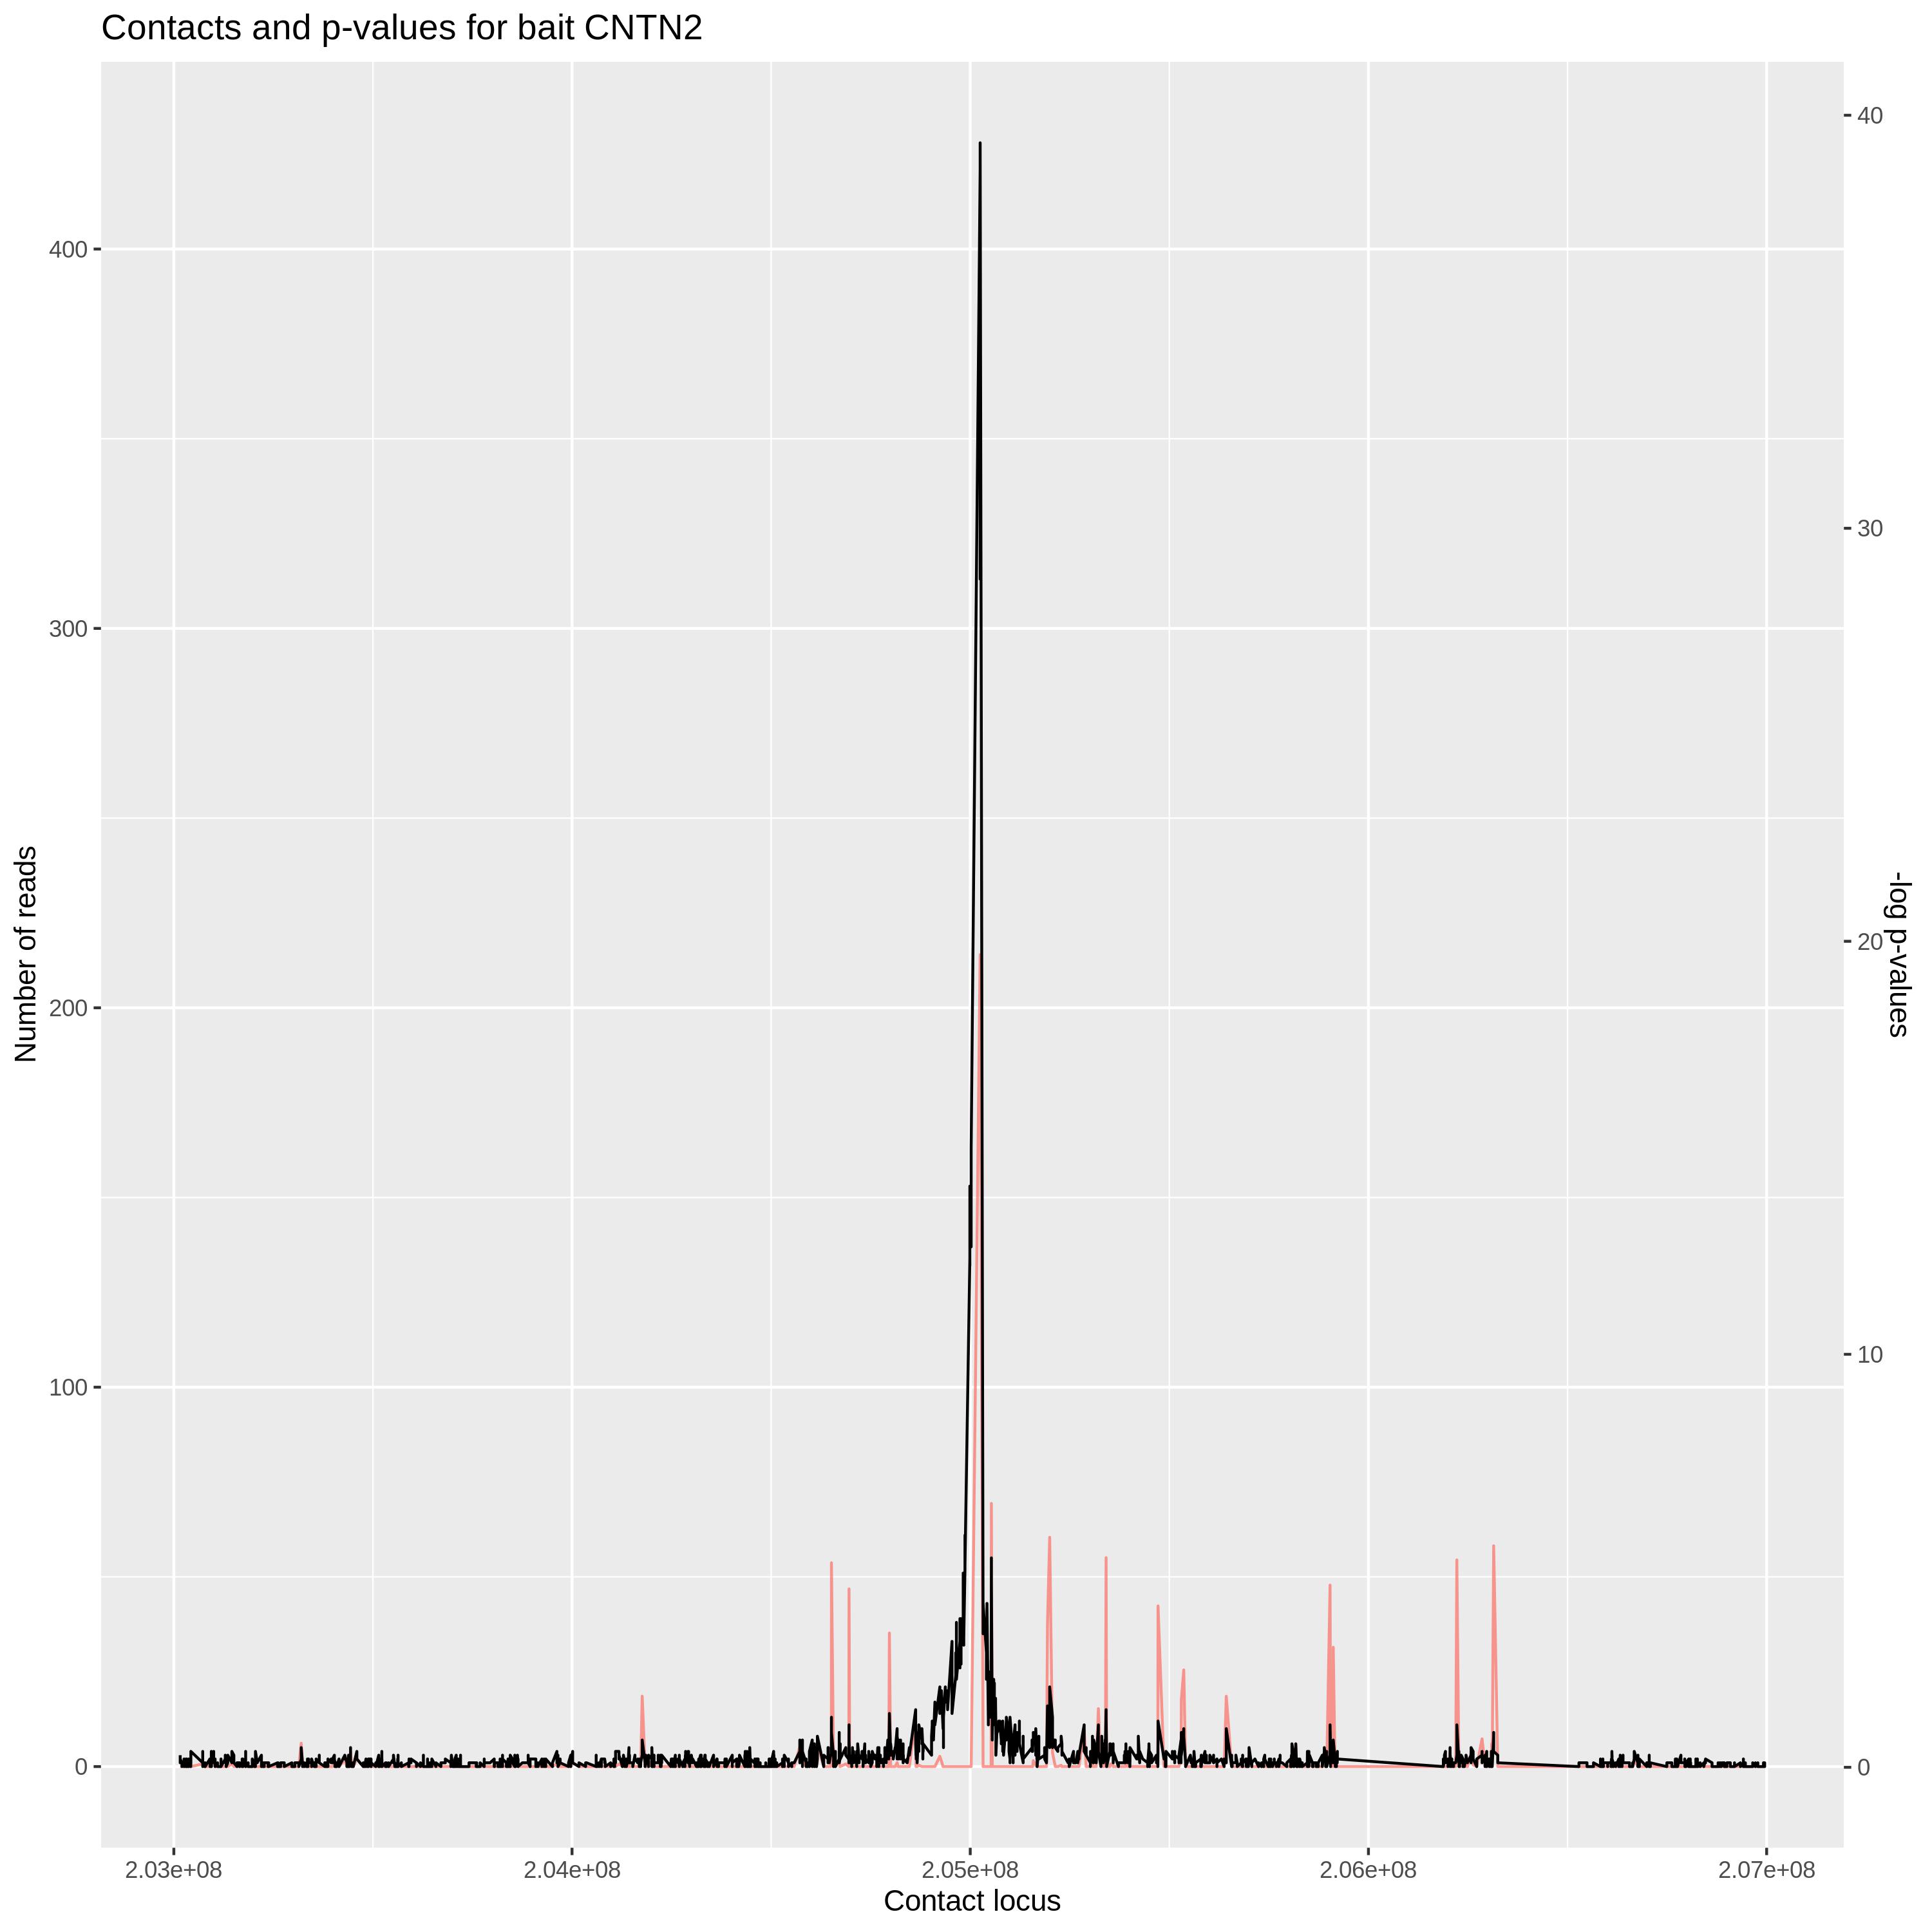 Contacts and p-values for bait CNTN2
40
400
30
300
Number of reads
-log p-values
20
200
10
100
0
0
2.03e+08 2.04e+08 2.05e+08 2.06e+08 2.07e+08
Contact locus